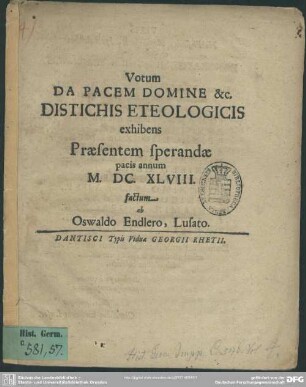 Votum
DA PACEM DOMINE &c.
DISTICHIS ETEOLOGICIS
exhibens
Præsentem sperandæ
pacis annum
M. DC. XLVIII.
factum
ab
Oswaldo Endlero, Lusato.
DANTISCI Typis Viduæ GEORGII RHETII.
Hist. Germ.
C. 581,57.